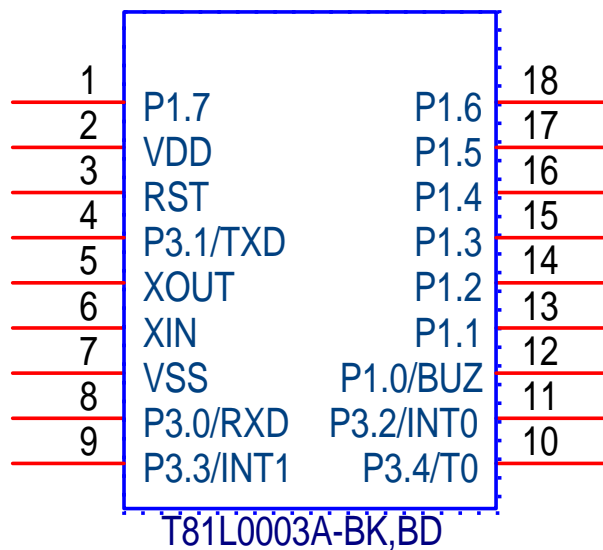 1 P1.7 P1.6 18
2 VDD P1.5 17
3 RST P1.4 16
4 P3.1/TXD P1.3 15
5 XOUT P1.2 14
6 XIN P1.1 13
7 VSS P1.0/BUZ 12
8 P3.0/RXD P3.2/INT0 11
9 P3.3/INT1 P3.4/T0 10
T81L0003A-BK,BD